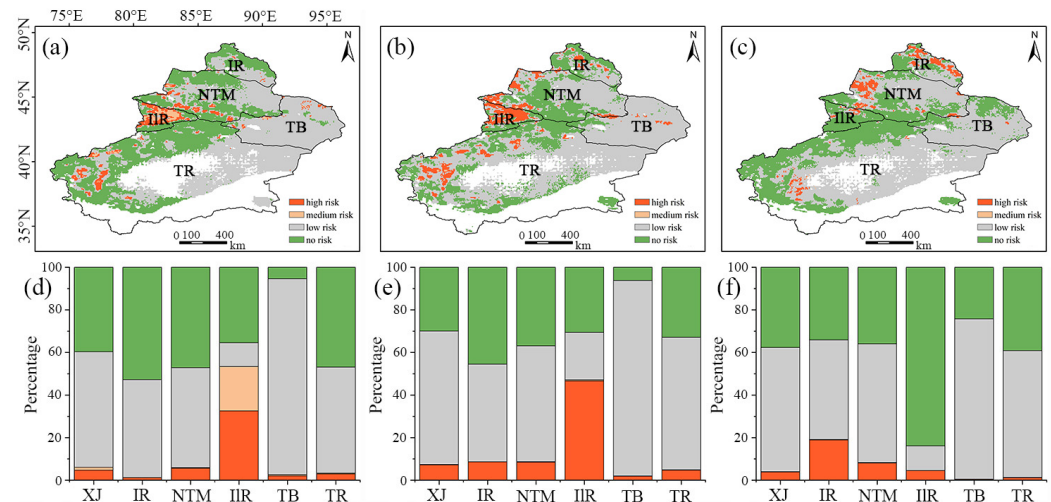 75°E 80°E 85°E 90°E 95°E
50°N
45°N
40°N
35°N
(a)
N
IR
NTM
IIR
TB
TR
high risk
medium risk
low risk
no risk
0 100 400
km
(b)
N
IR
NTM
IIR
TB
TR
high risk
medium risk
low risk
no risk
0 100 400
km
(c)
N
IR
NTM
IIR
TB
TR
high risk
medium risk
low risk
no risk
0 100 400
km
(d)
Percentage
100
80
60
40
20
0
XJ IR NTM IIR TB TR
(e)
Percentage
100
80
60
40
20
0
XJ IR NTM IIR TB TR
(f)
Percentage
100
80
60
40
20
0
XJ IR NTM IIR TB TR